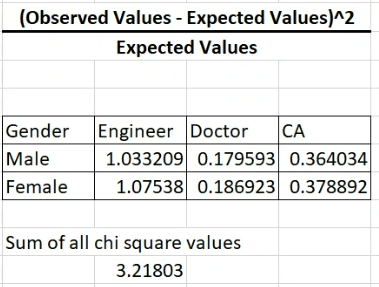 (Observed Values - Expected Values)^2
Expected Values
Gender Engineer Doctor CA
Male 1.033209 0.179593 0.364034
Female 1.07538 0.186923 0.378892
Sum of all chi square values
3.21803